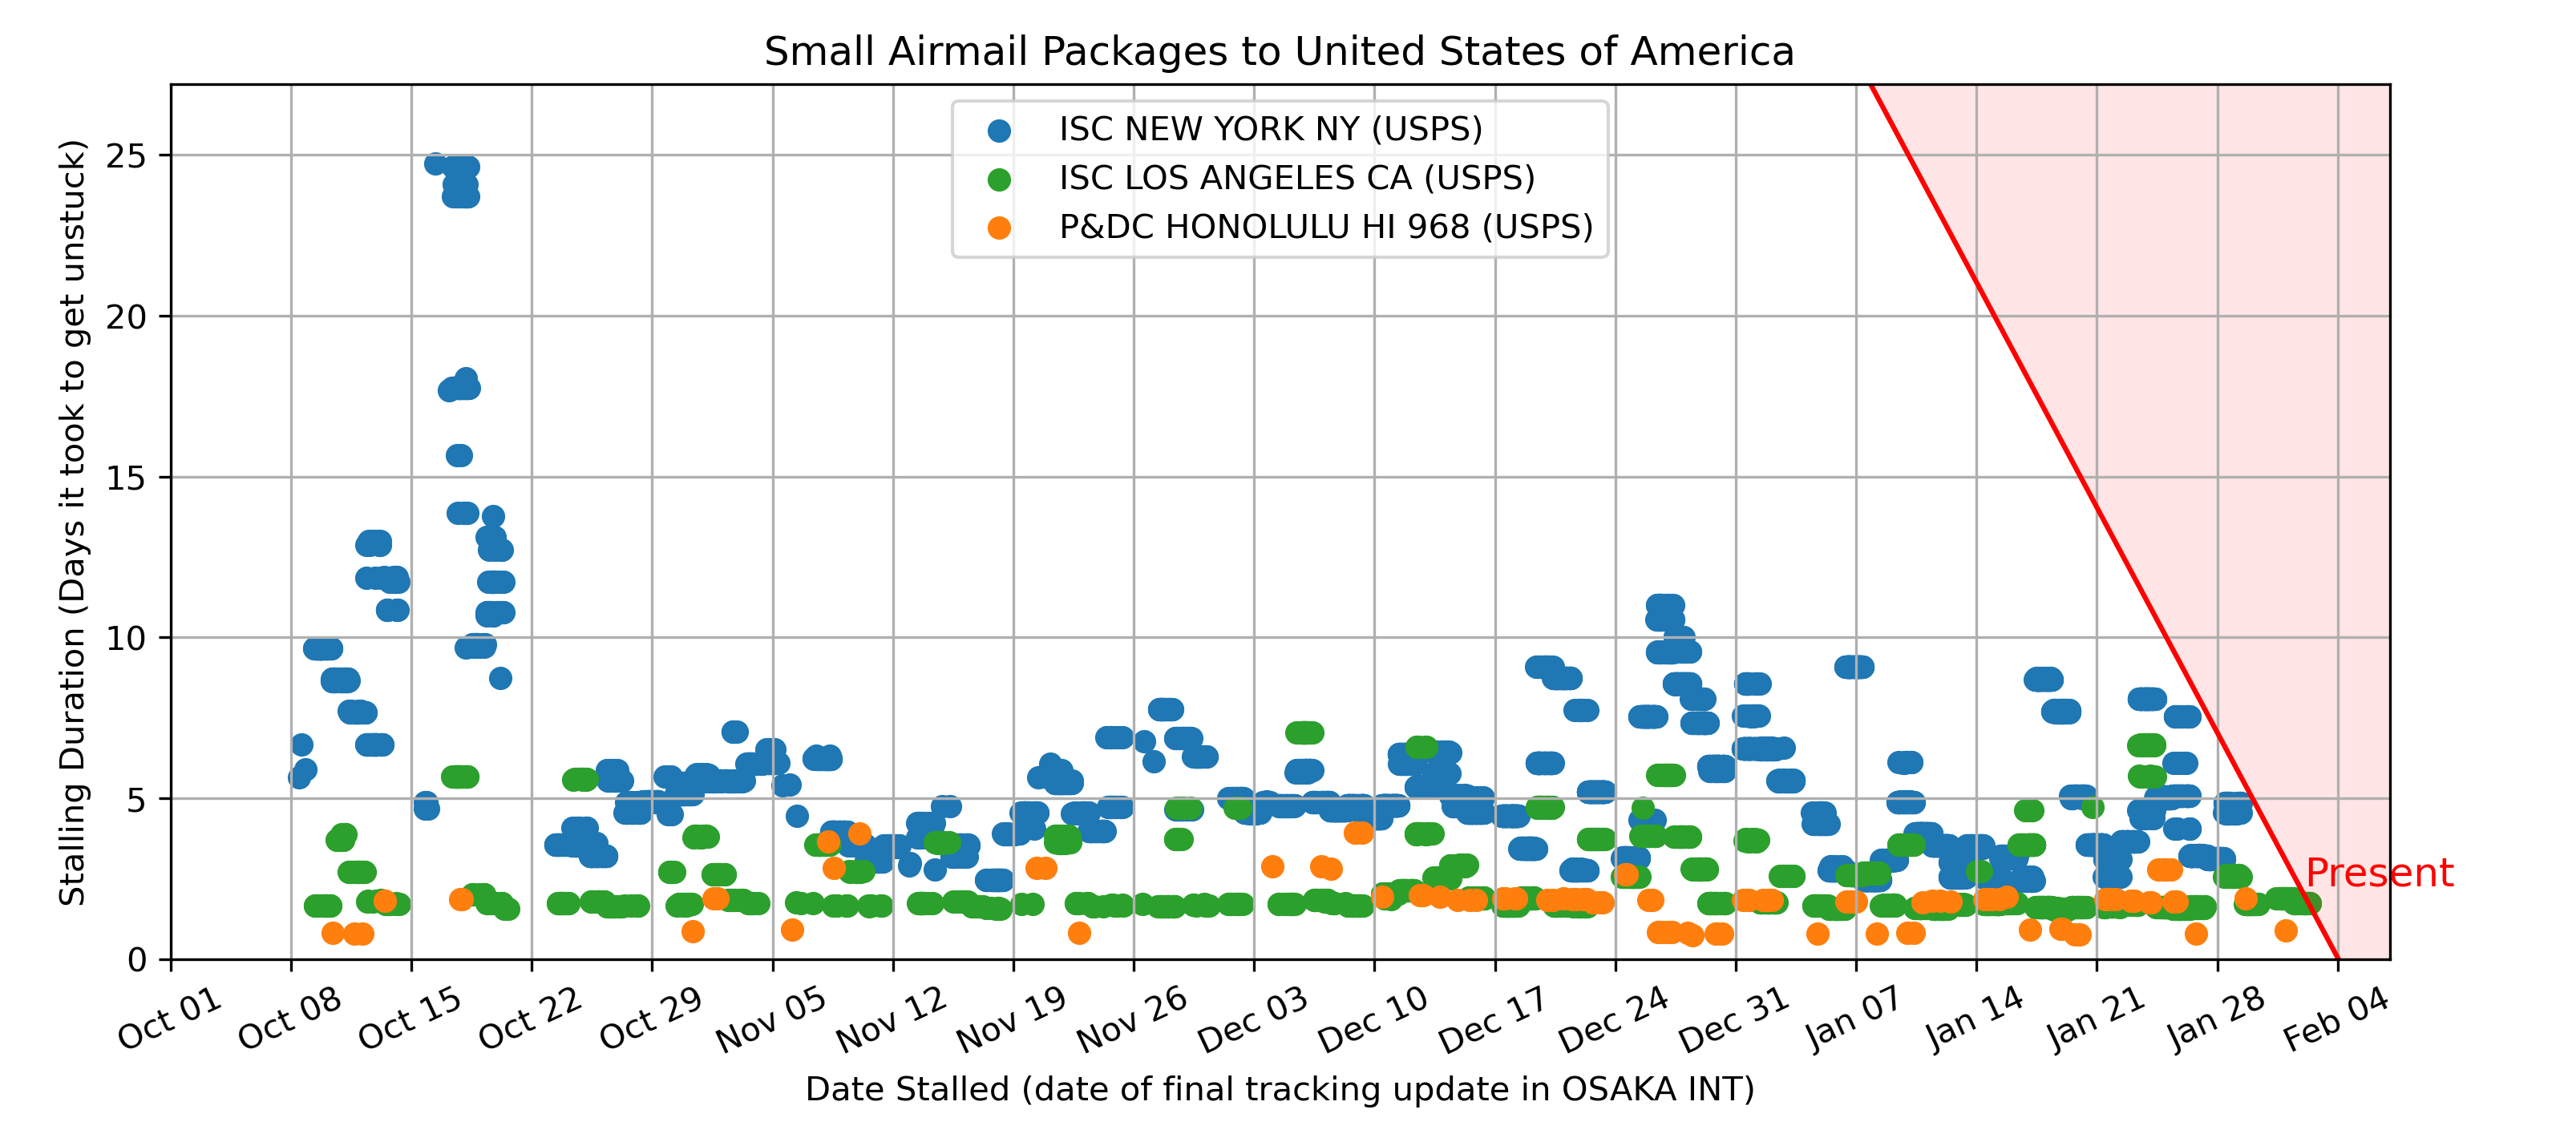 Small Airmail Packages to United States of America
ISC NEW YORK NY (USPS)
ISC LOS ANGELES CA (USPS)
P&DC HONOLULU HI 968 (USPS)
Stalling Duration (Days it took to get unstuck)
25
20
15
10
5
0
Present
Oct 01
Oct 08
Oct 15
Oct 22
Oct 29
Nov 05
Nov 12
Nov 19
Nov 26
Dec 03
Dec 10
Dec 17
Dec 24
Dec 31
Jan 07
Jan 14
Jan 21
Jan 28
Feb 04
Date Stalled (date of final tracking update in OSAKA INT)